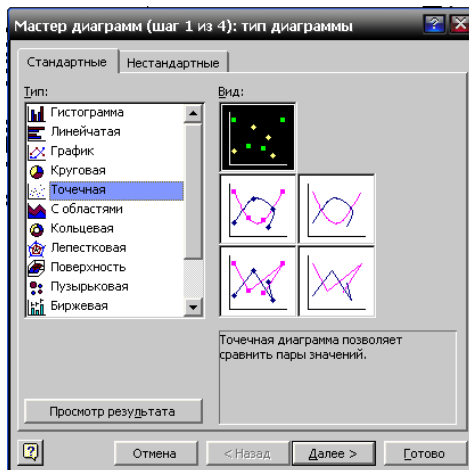 Мастер диаграмм (шаг 1 из 4): тип диаграммы
Стандартные
Нестандартные
Тип:
Гистограмма
Линейчатая
График
Круговая
Точечная
С областями
Кольцевая
Лепестковая
Поверхность
Пузырьковая
Биржевая
Вид:
Точечная диаграмма позволяет
сравнить пары значений.
Просмотр результата
Отмена
< Назад
Далее >
Готово